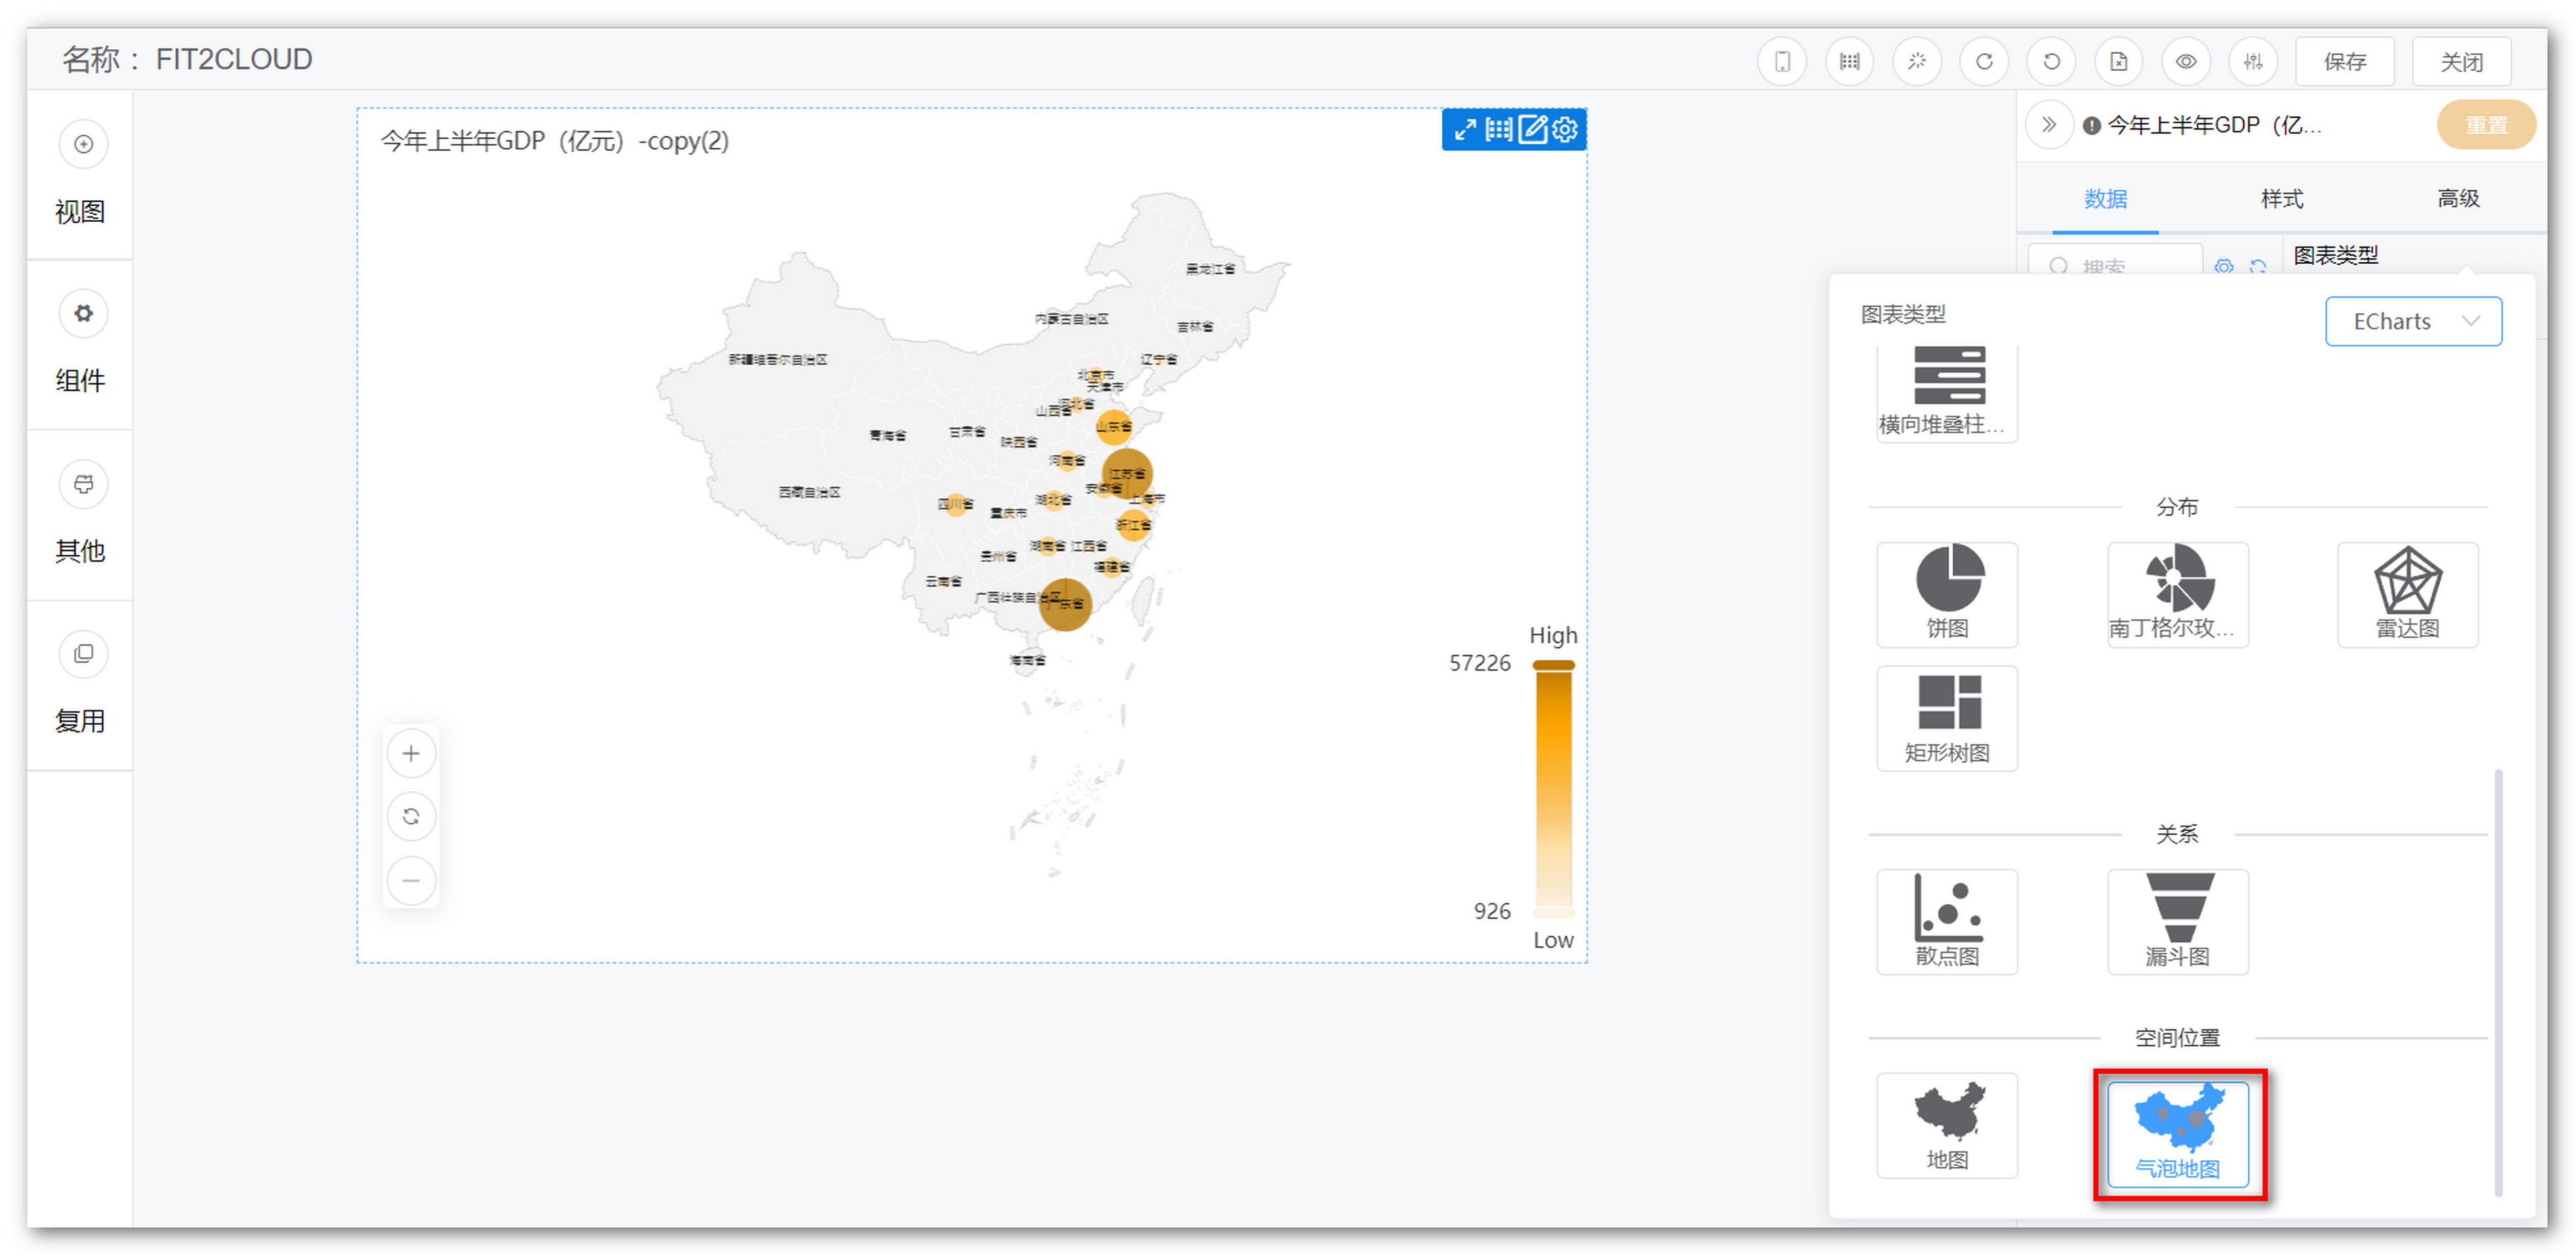 名称： FIT2CLOUD
保存
关闭
视图
组件
其他
复用
今年上半年GDP（亿元）-copy(2)
黑龙江省
内蒙古自治区
吉林省
新疆维吾尔自治区
辽宁省
北京市
天津市
河北省
山西省
山东省
青海省
甘肃省
陕西省
河南省
江苏省
西藏自治区
安徽省
上海市
四川省
湖北省
重庆市
浙江省
湖南省
江西省
贵州省
福建省
云南省
广西壮族自治区
广东省
海南省
High
57226
926
Low
今年上半年GDP（亿...
重置
数据
样式
高级
搜索
图表类型
图表类型
ECharts
横向堆叠柱...
分布
饼图
南丁格尔玫...
雷达图
矩形树图
关系
散点图
漏斗图
空间位置
地图
气泡地图